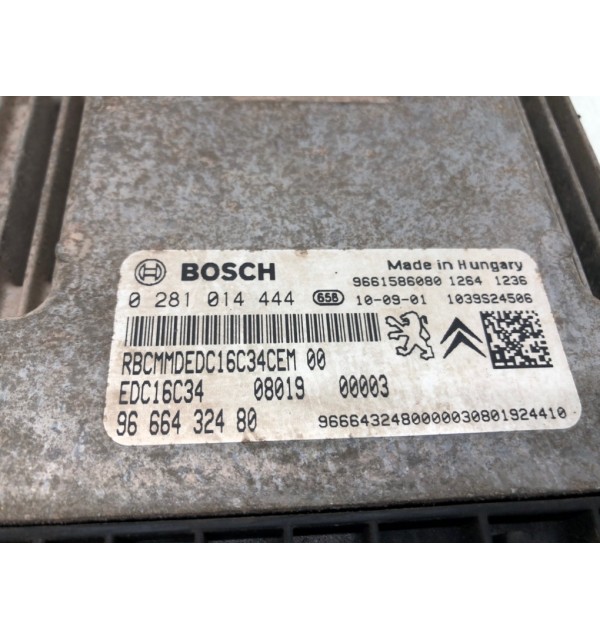 BOSCH
Made in Hungary
9661586080 1264 1236
0 281 014 444 658 10-09-01 1039S24506
RBCMMDEDC16C34CEM 00
EDC16C34 08019 00003
96 664 324 80
9666432480000030801924410